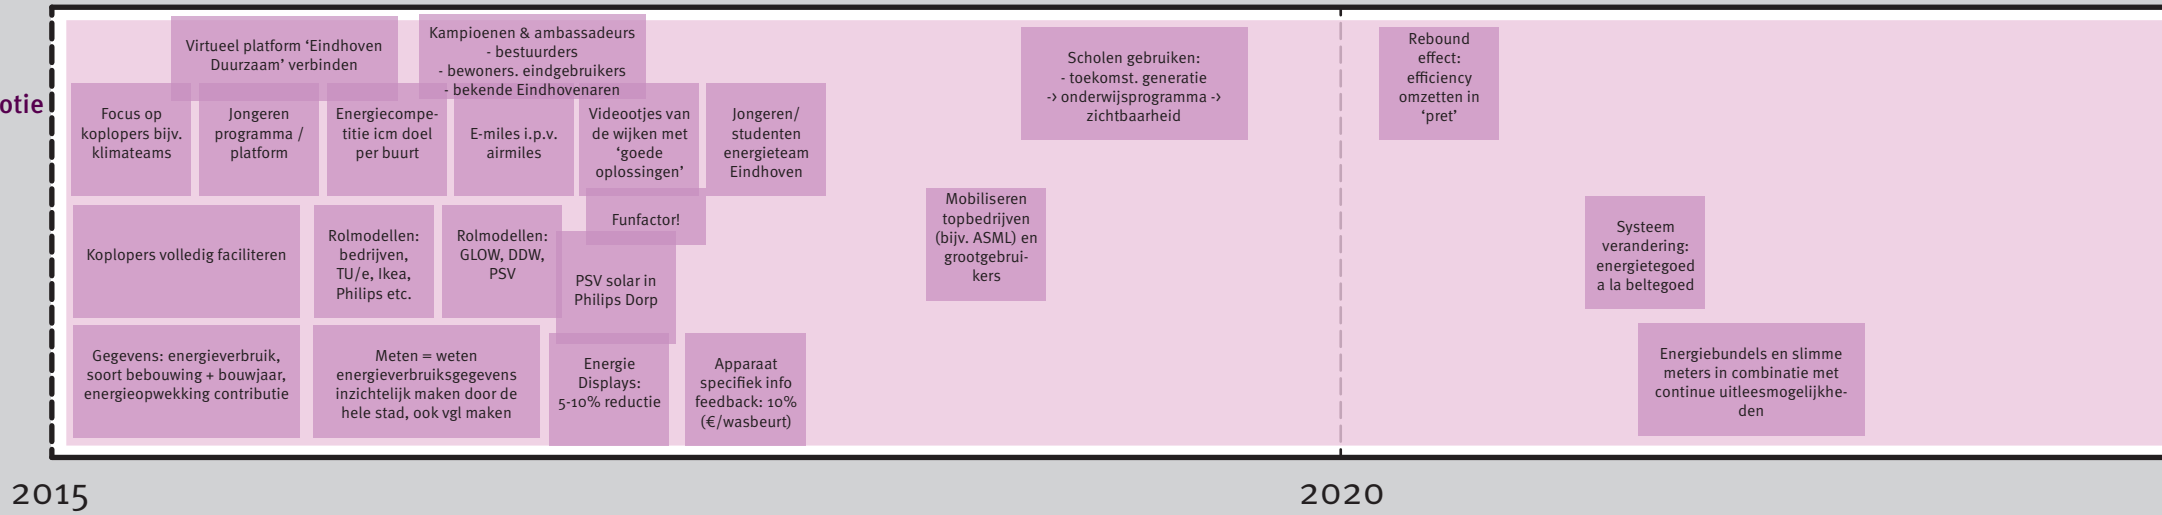 Virtueel platform ‘Eindhoven
Duurzaam’ verbinden
Kampioenen & ambassadeurs
- bestuurders
- bewoners. eindgebruikers
- bekende Eindhovenaren
Scholen gebruiken:
- toekomst. generatie
-> onderwijsprogramma ->
zichtbaarheid
Rebound
effect:
efficiency
omzetten in
‘pret’
otie
Focus op
koplopers bijv.
klimateams
Jongeren
programma /
platform
Energiecompe-
titie icm doel
per buurt
E-miles i.p.v.
airmiles
Videootjes van
de wijken met
‘goede
oplossingen’
Jongeren/
studenten
energieteam
Eindhoven
Funfactor!
Mobiliseren
topbedrijven
(bijv. ASML) en
grootgebrui-
kers
Koplopers volledig faciliteren
Rolmodellen:
bedrijven,
TU/e, Ikea,
Philips etc.
Rolmodellen:
GLOW, DDW,
PSV
PSV solar in
Philips Dorp
Systeem
verandering:
energietegoed
a la beltegoed
Gegevens: energieverbruik,
soort bebouwing + bouwjaar,
energieopwekking contributie
Meten = weten
energieverbruiksgegevens
inzichtelijk maken door de
hele stad, ook vgl maken
Energie
Displays:
5-10% reductie
Apparaat
specifiek info
feedback: 10%
(€/wasbeurt)
Energiebundels en slimme
meters in combinatie met
continue uitleesmogelijkhe-
den
2015
2020